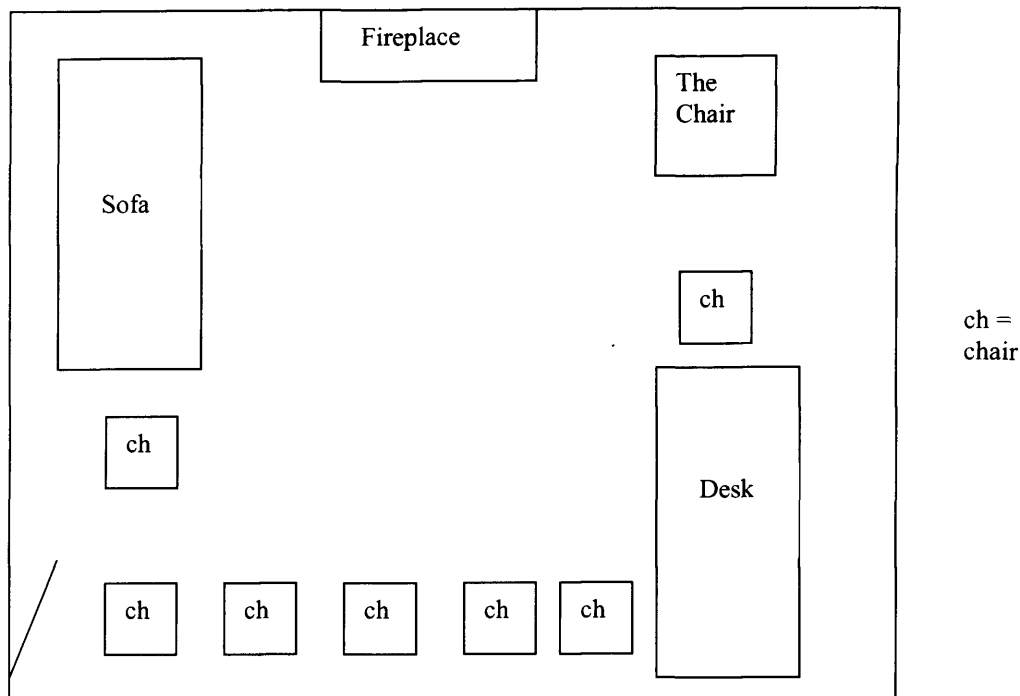 Fireplace
The
Chair
Sofa
ch
ch =
chair
ch
Desk
ch
ch
ch
ch
ch